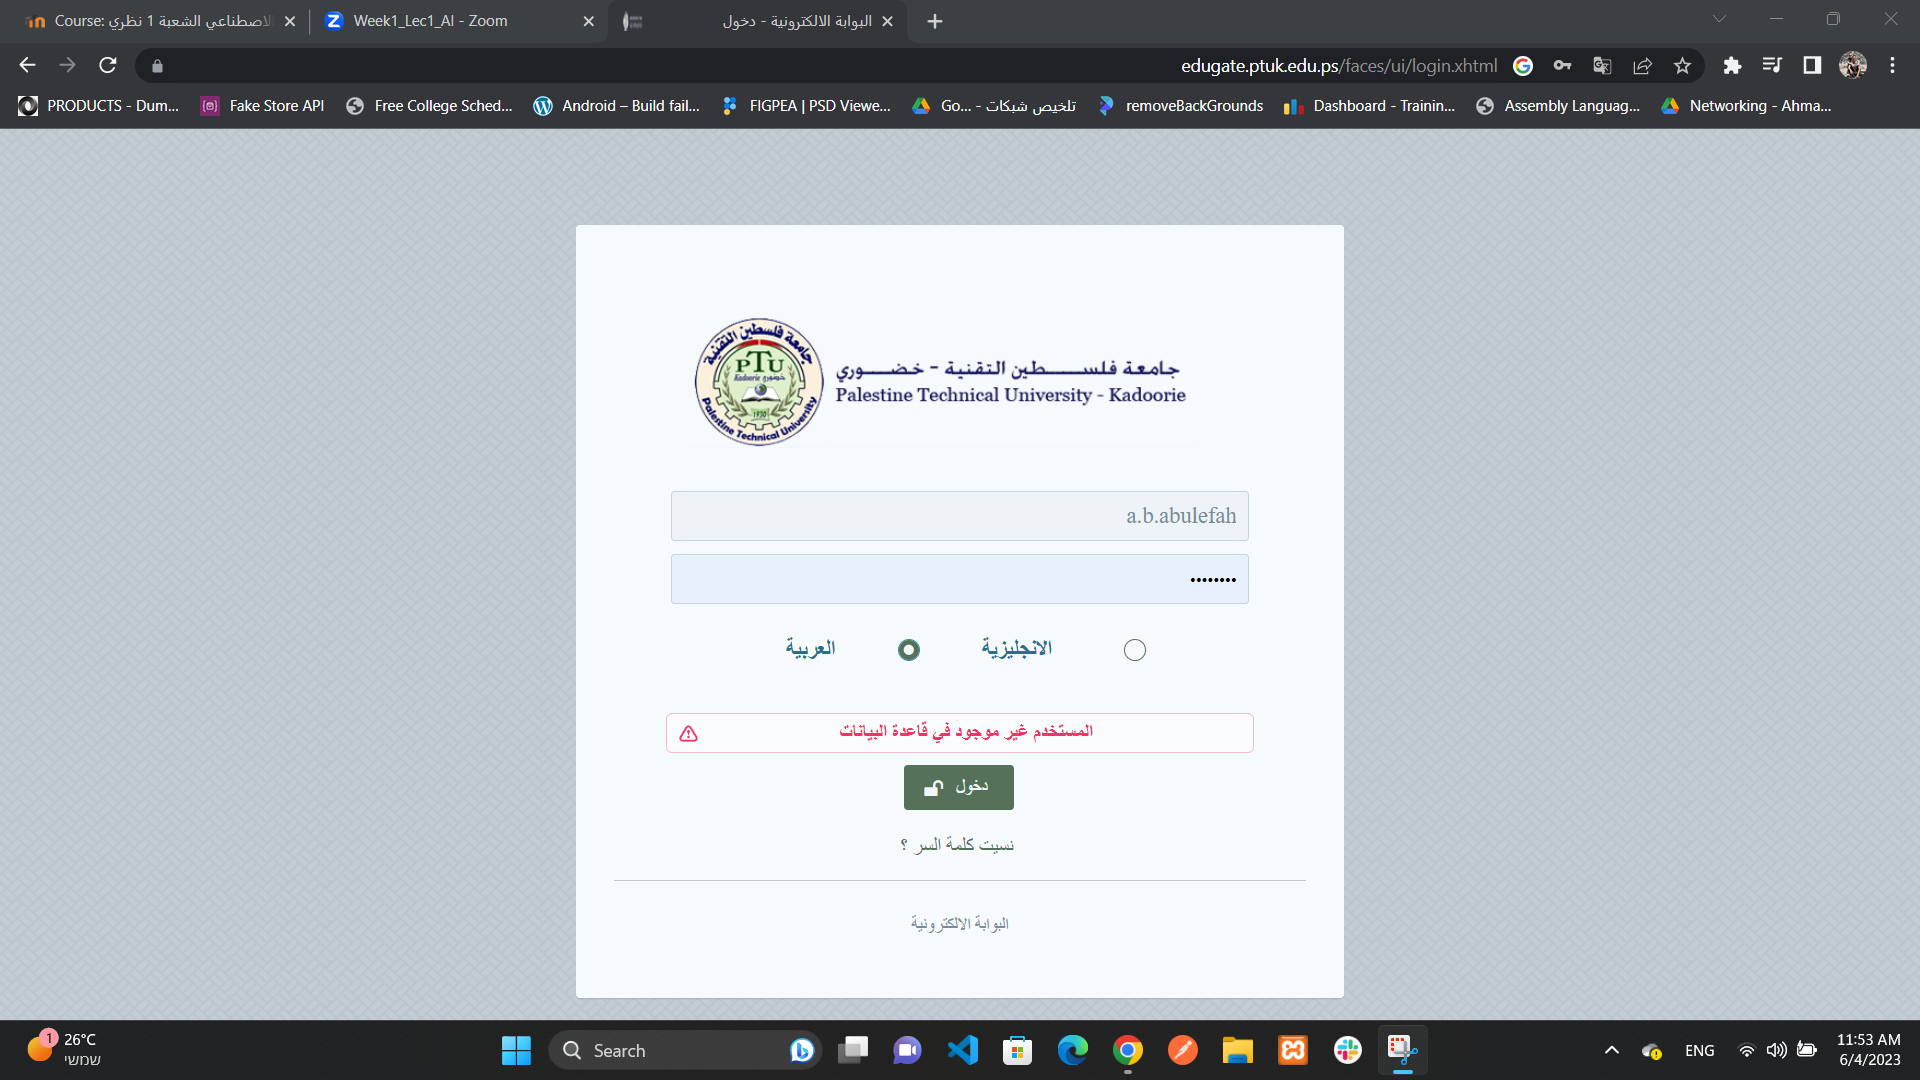 Course: الاصطناعي الشعبة 1 نظري
Week1_Lec1_AI - Zoom
البوابة الالكترونية - دخول
edugate.ptuk.edu.ps/faces/ui/login.xhtml
PRODUCTS - Dum...
Fake Store API
Free College Sched...
Android – Build fail...
FIGPEA | PSD Viewe...
Go... - تلخيص شبكات
removeBackGrounds
Dashboard - Trainin...
Assembly Languag...
Networking - Ahma...
جامعة فلسطين التقنية
PTU
Kadoorie خضوري
1930
Palestine Technical University
جامعة فلســـــطين التقنية - خضـــوري
Palestine Technical University - Kadoorie
a.b.abulefah
••••••••
العربية
الانجليزية
المستخدم غير موجود في قاعدة البيانات
دخول
نسيت كلمة السر ؟
البوابة الالكترونية
1
26°C
שמשי
Search
ENG
11:53 AM
6/4/2023